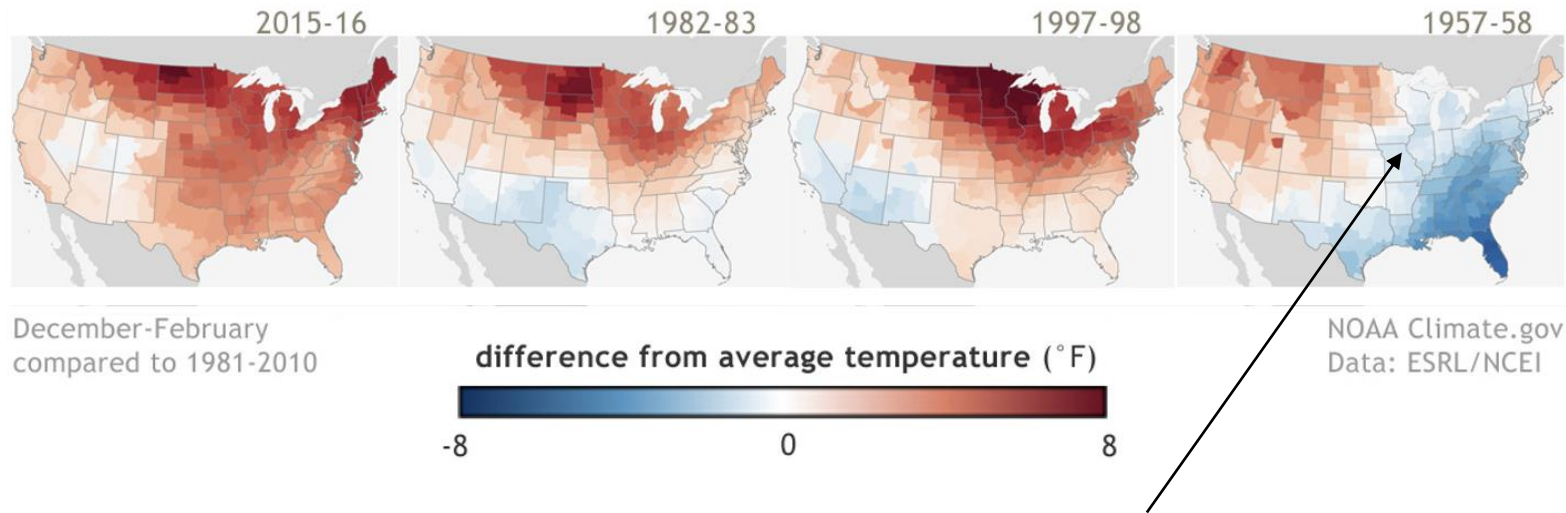 2015-16
1982-83
1997-98
1957-58
December-February
compared to 1981-2010
difference from average temperature (°F)
-8
0
8
NOAA Climate.gov
Data: ESRL/NCEI